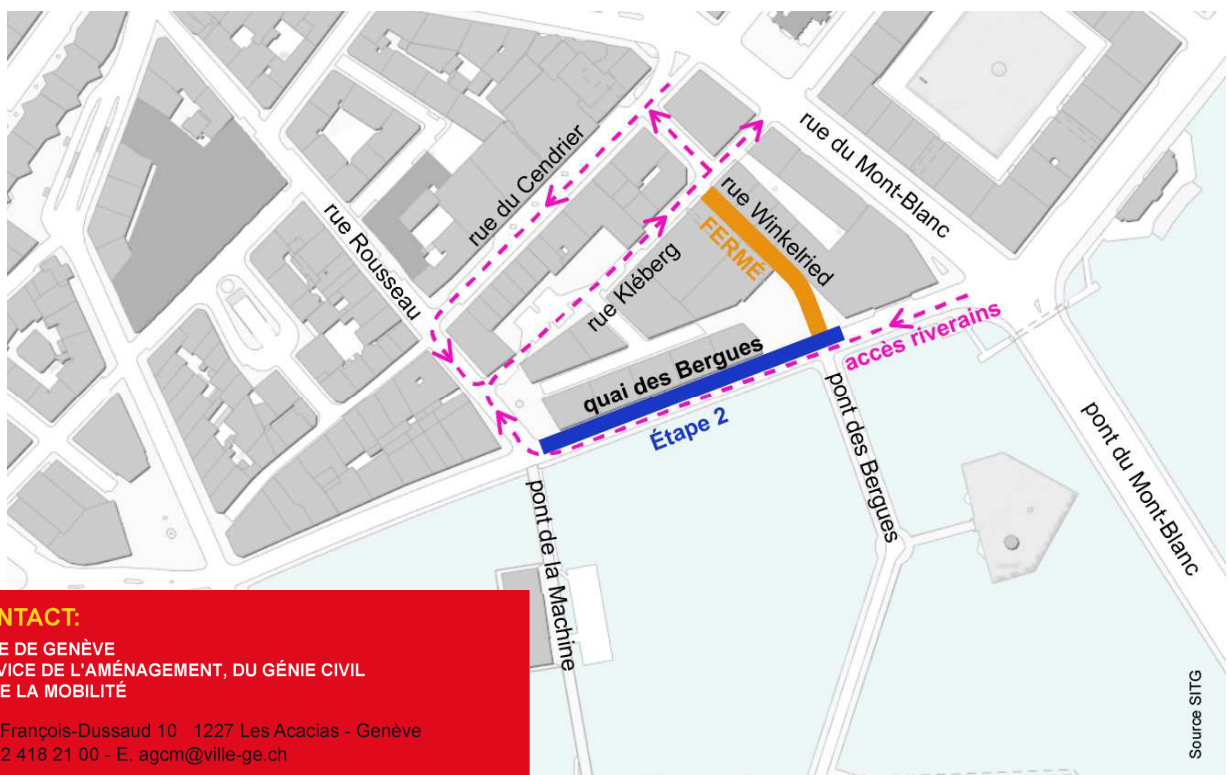 rue du Cendrier
rue du Mont-Blanc
rue Rousseau
rue Winkelried
FERMÉ
rue Kléberg
accès riverains
quai des Bergues
Étape 2
pont des Bergues
pont du Mont-Blanc
pont de la Machine
NTACT:
E DE GENÈVE
VICE DE L'AMÉNAGEMENT, DU GÉNIE CIVIL
E LA MOBILITÉ
François-Dussaud 10 1227 Les Acacias - Genève
2 418 21 00 - E. agcm@ville-ge.ch
Source SITG